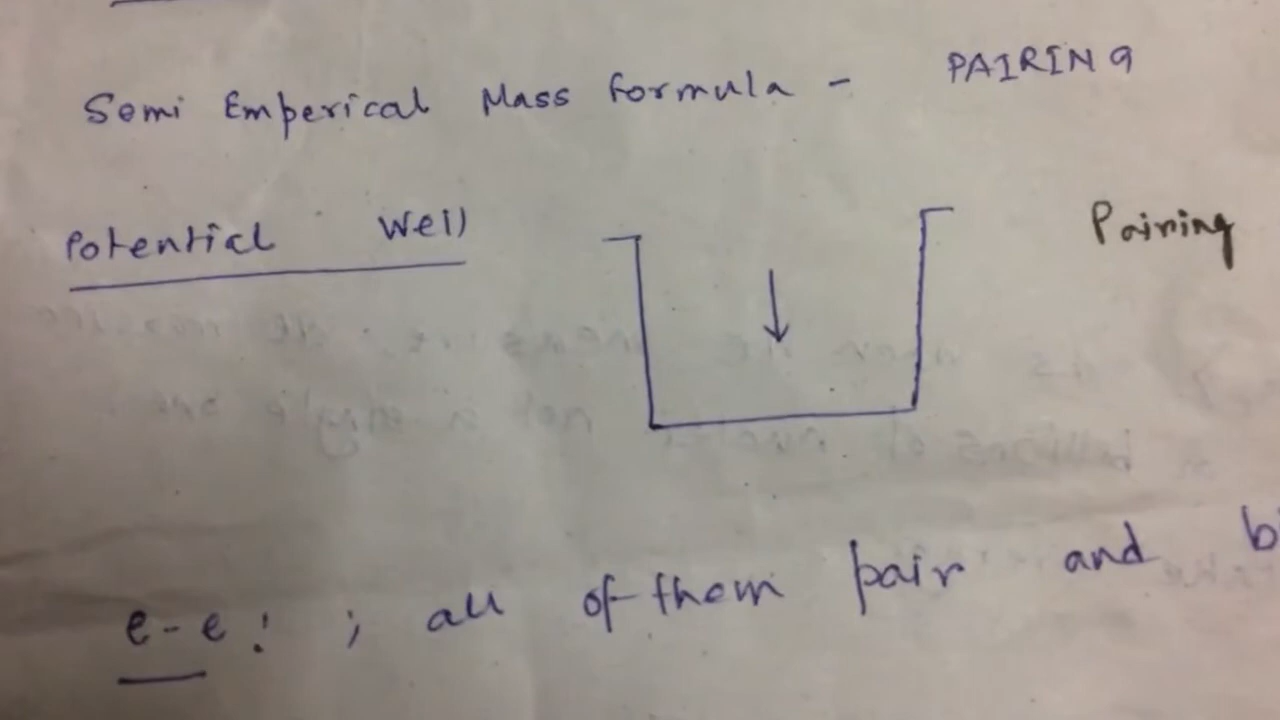 Semi Emperical Mass formula - PAIRING
Potential Well
Pairing
e-e: ; all of them pair and